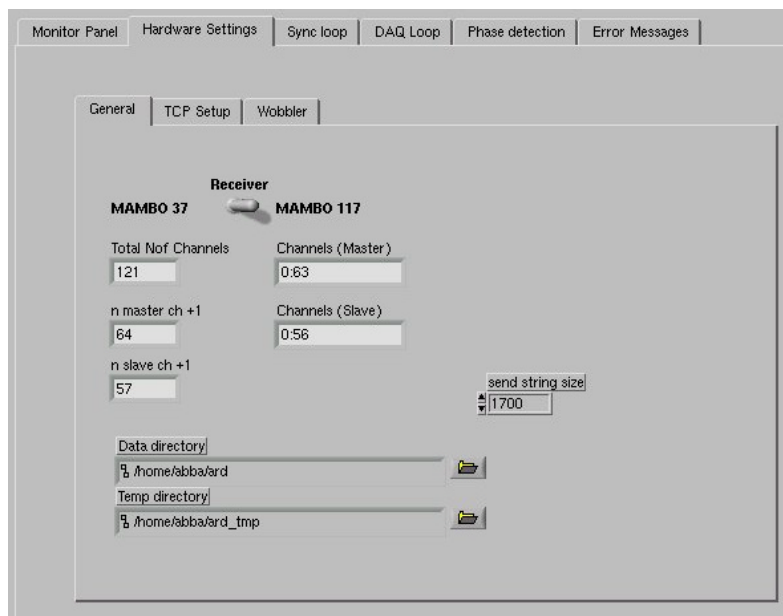 Monitor Panel Hardware Settings Sync loop DAQ Loop Phase detection Error Messages
General TCP Setup Wobbler
Receiver
MAMBO 37 MAMBO 117
Total Nof Channels Channels (Master)
121 0:63
n master ch +1 Channels (Slave)
64 0:56
n slave ch +1
57
send string size
1700
Data directory
/home/abba/ard
Temp directory
/home/abba/ard_tmp